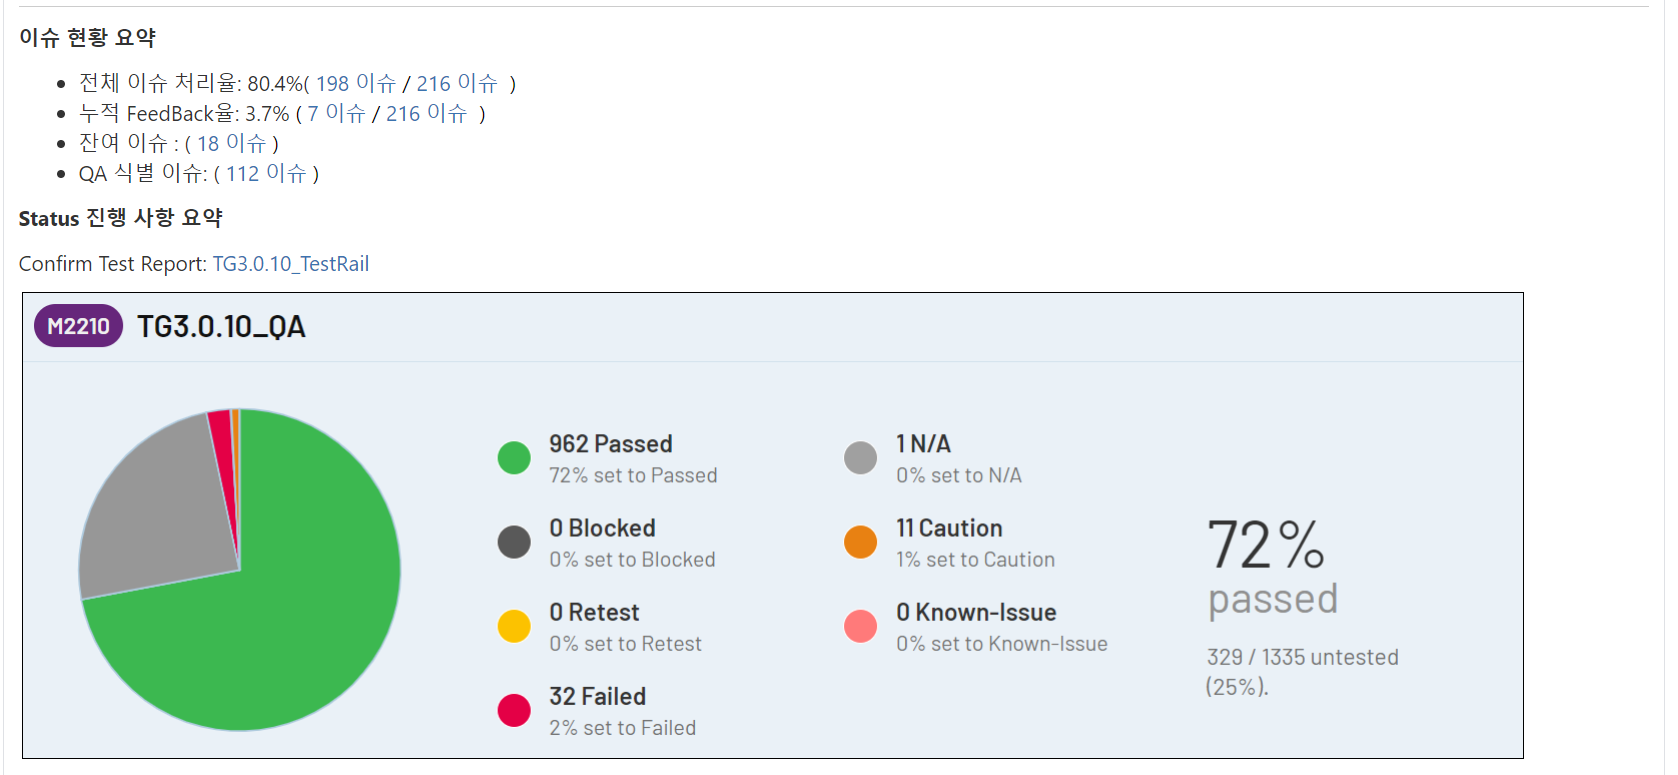 이슈 현황 요약
전체 이슈 처리율: 80.4%( 198 이슈 / 216 이슈 )
누적 FeedBack율: 3.7% ( 7 이슈 / 216 이슈 )
잔여 이슈 : ( 18 이슈 )
QA 식별 이슈: ( 112 이슈 )
Status 진행 사항 요약
Confirm Test Report: TG3.0.10_TestRail
M2210 TG3.0.10_QA
962 Passed
72% set to Passed
0 Blocked
0% set to Blocked
0 Retest
0% set to Retest
32 Failed
2% set to Failed
1 N/A
0% set to N/A
11 Caution
1% set to Caution
0 Known-Issue
0% set to Known-Issue
72%
passed
329 / 1335 untested
(25%).